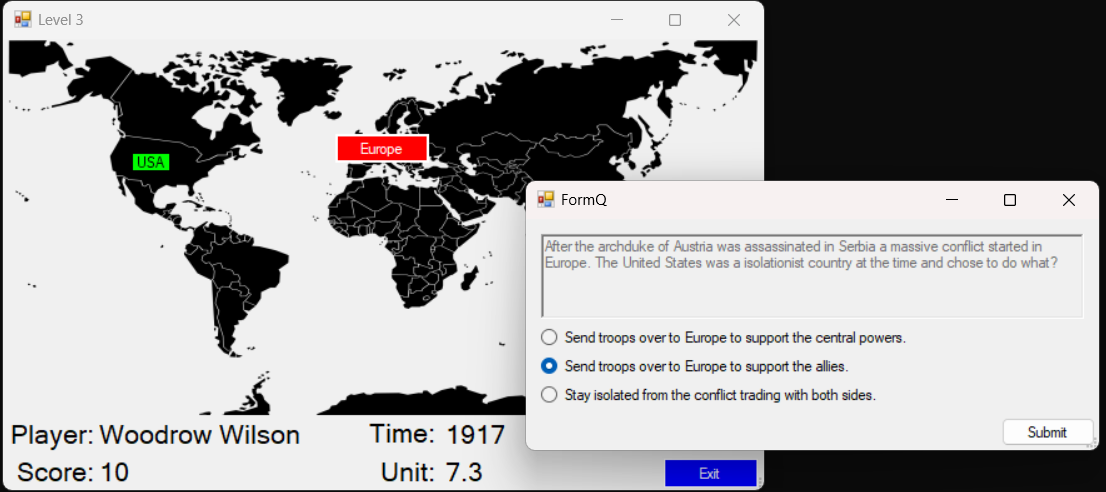 Level 3
USA
Europe
Player: Woodrow Wilson
Time: 1917
Score: 10
Unit: 7.3
Exit
FormQ
After the archduke of Austria was assassinated in Serbia a massive conflict started in
Europe. The United States was a isolationist country at the time and chose to do what?
Send troops over to Europe to support the central powers.
Send troops over to Europe to support the allies.
Stay isolated from the conflict trading with both sides.
Submit